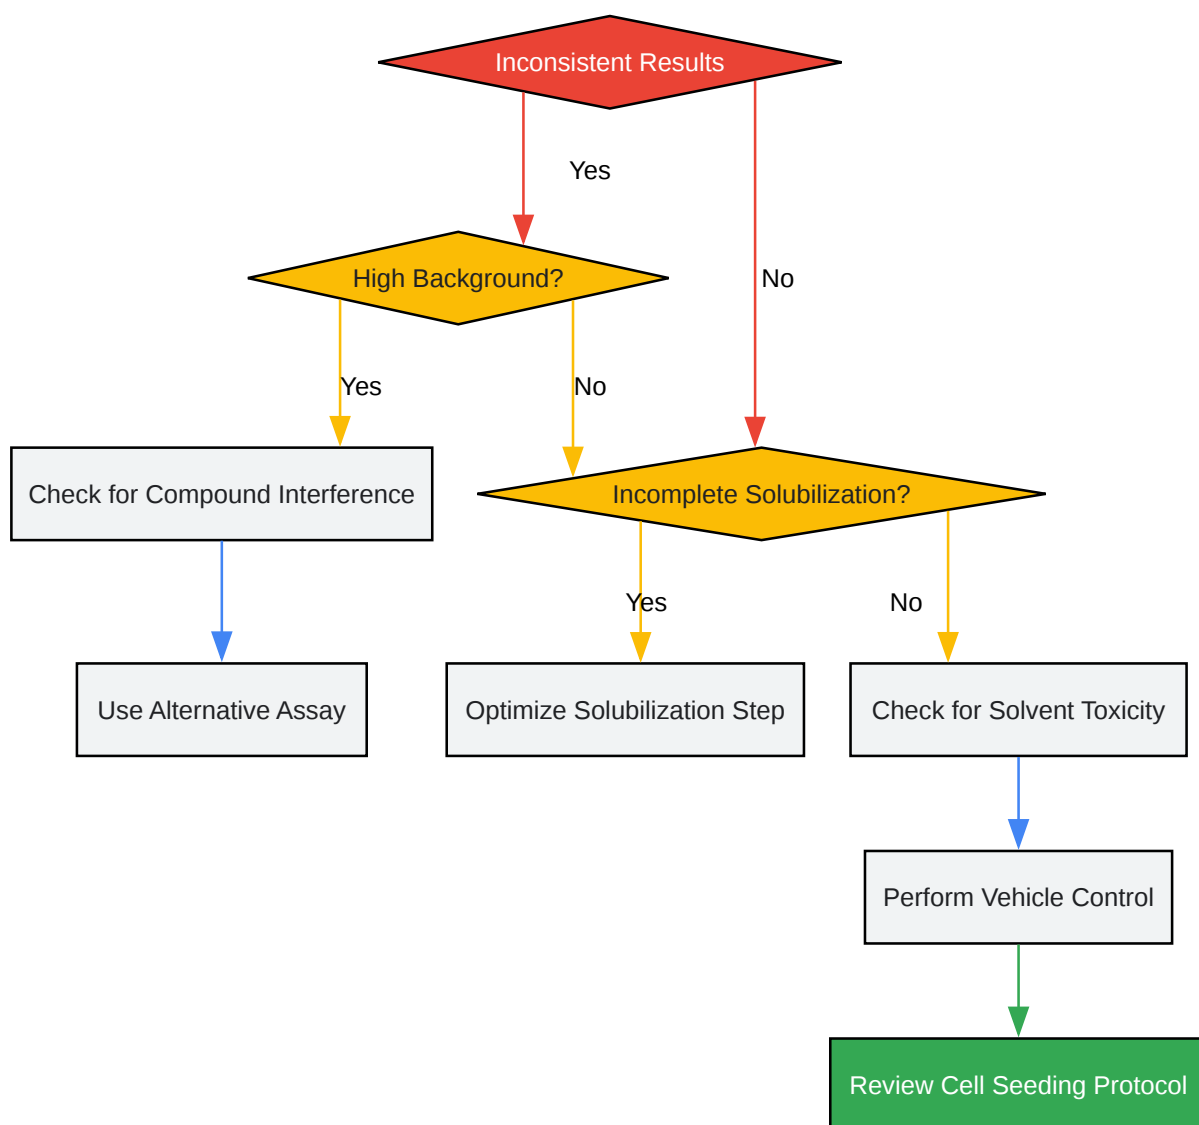 Inconsistent Results
Yes
High Background?
No
Yes
No
Check for Compound Interference
Incomplete Solubilization?
Yes
No
Use Alternative Assay
Optimize Solubilization Step
Check for Solvent Toxicity
Perform Vehicle Control
Review Cell Seeding Protocol